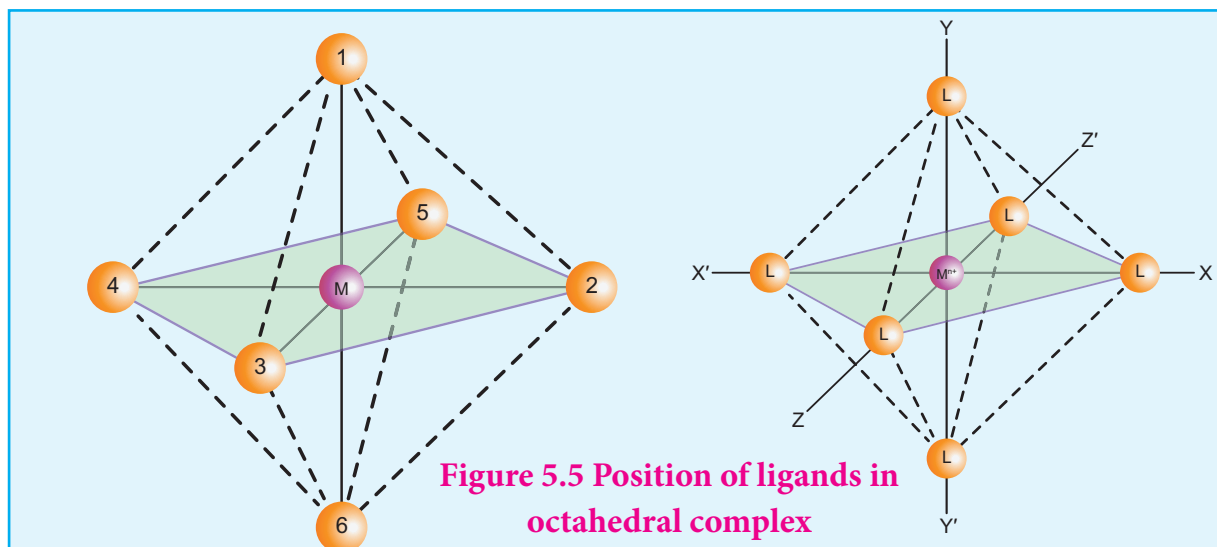 1
5
4
M
2
3
6
Y
L
Z′
L
X′
L
Mⁿ⁺
L
X
L
Z
L
Y′
Figure 5.5 Position of ligands in
octahedral complex